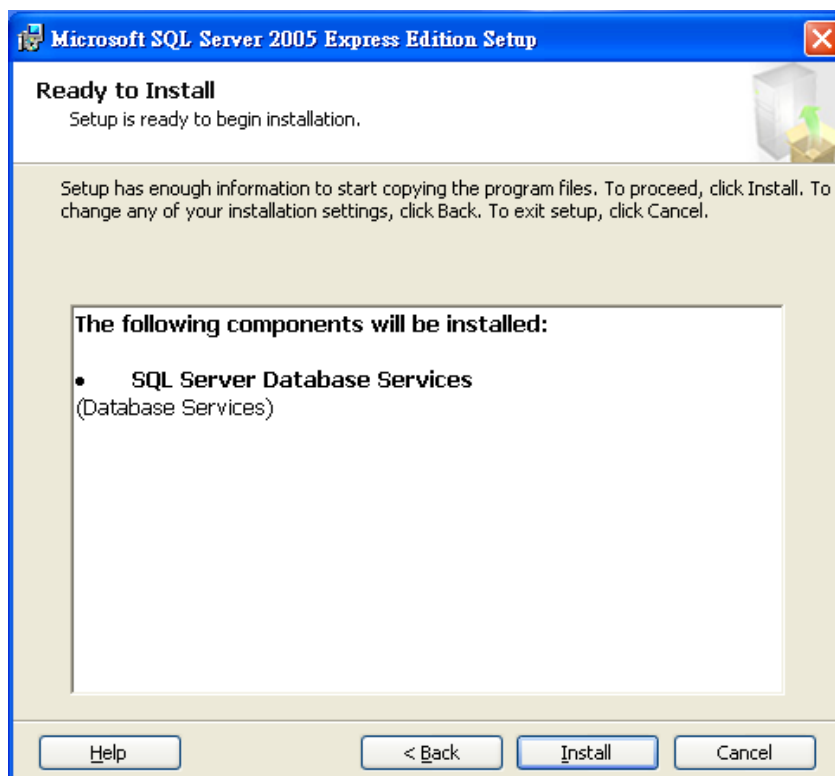 Microsoft SQL Server 2005 Express Edition Setup
Ready to Install
Setup is ready to begin installation.
Setup has enough information to start copying the program files. To proceed, click Install. To
change any of your installation settings, click Back. To exit setup, click Cancel.
The following components will be installed:
• SQL Server Database Services
(Database Services)
Help
< Back
Install
Cancel